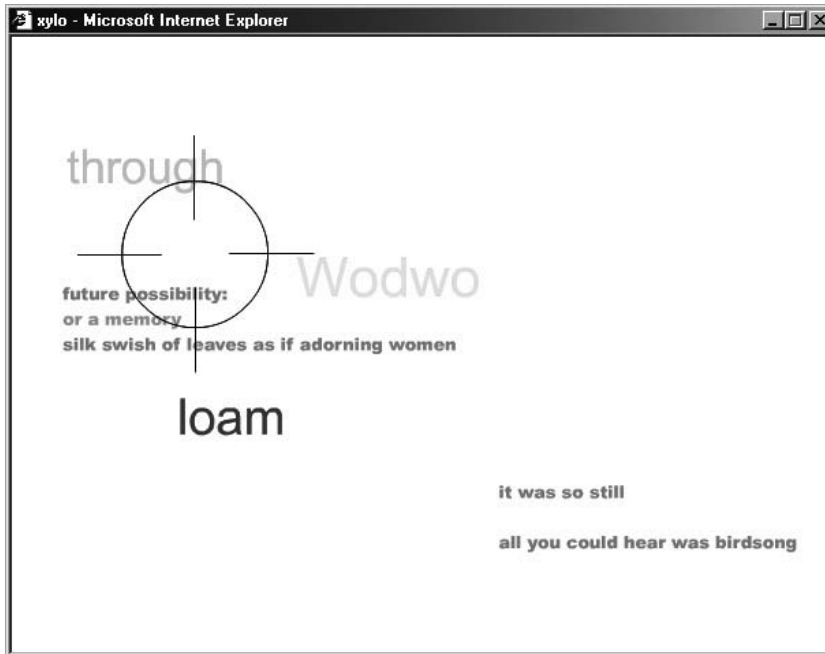 xylo - Microsoft Internet Explorer
through
Wodwo
future possibility:
or a memory
silk swish of leaves as if adorning women
loam
it was so still
all you could hear was birdsong